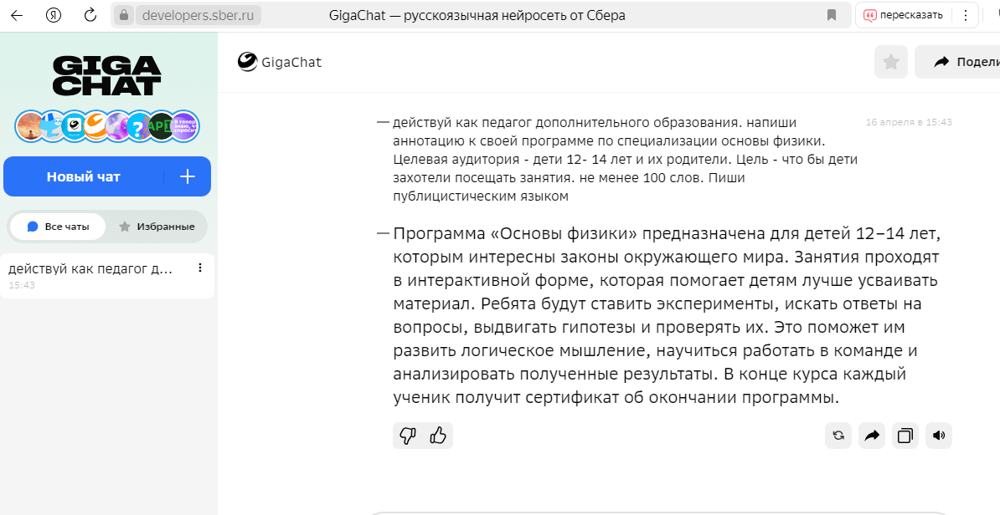 developers.sber.ru
GigaChat — русскоязычная нейросеть от Сбера
пересказать
GIGA
CHAT
GigaChat
Подели
API
Я теперь
знаю, что
спросить
Новый чат
Все чаты
Избранные
действуй как педагог д...
15:43
— действуй как педагог дополнительного образования. напиши
16 апреля в 15:43
аннотацию к своей программе по специализации основы физики.
Целевая аудитория - дети 12- 14 лет и их родители. Цель - что бы дети
захотели посещать занятия. не менее 100 слов. Пиши
публицистическим языком
— Программа «Основы физики» предназначена для детей 12–14 лет,
которым интересны законы окружающего мира. Занятия проходят
в интерактивной форме, которая помогает детям лучше усваивать
материал. Ребята будут ставить эксперименты, искать ответы на
вопросы, выдвигать гипотезы и проверять их. Это поможет им
развить логическое мышление, научиться работать в команде и
анализировать полученные результаты. В конце курса каждый
ученик получит сертификат об окончании программы.